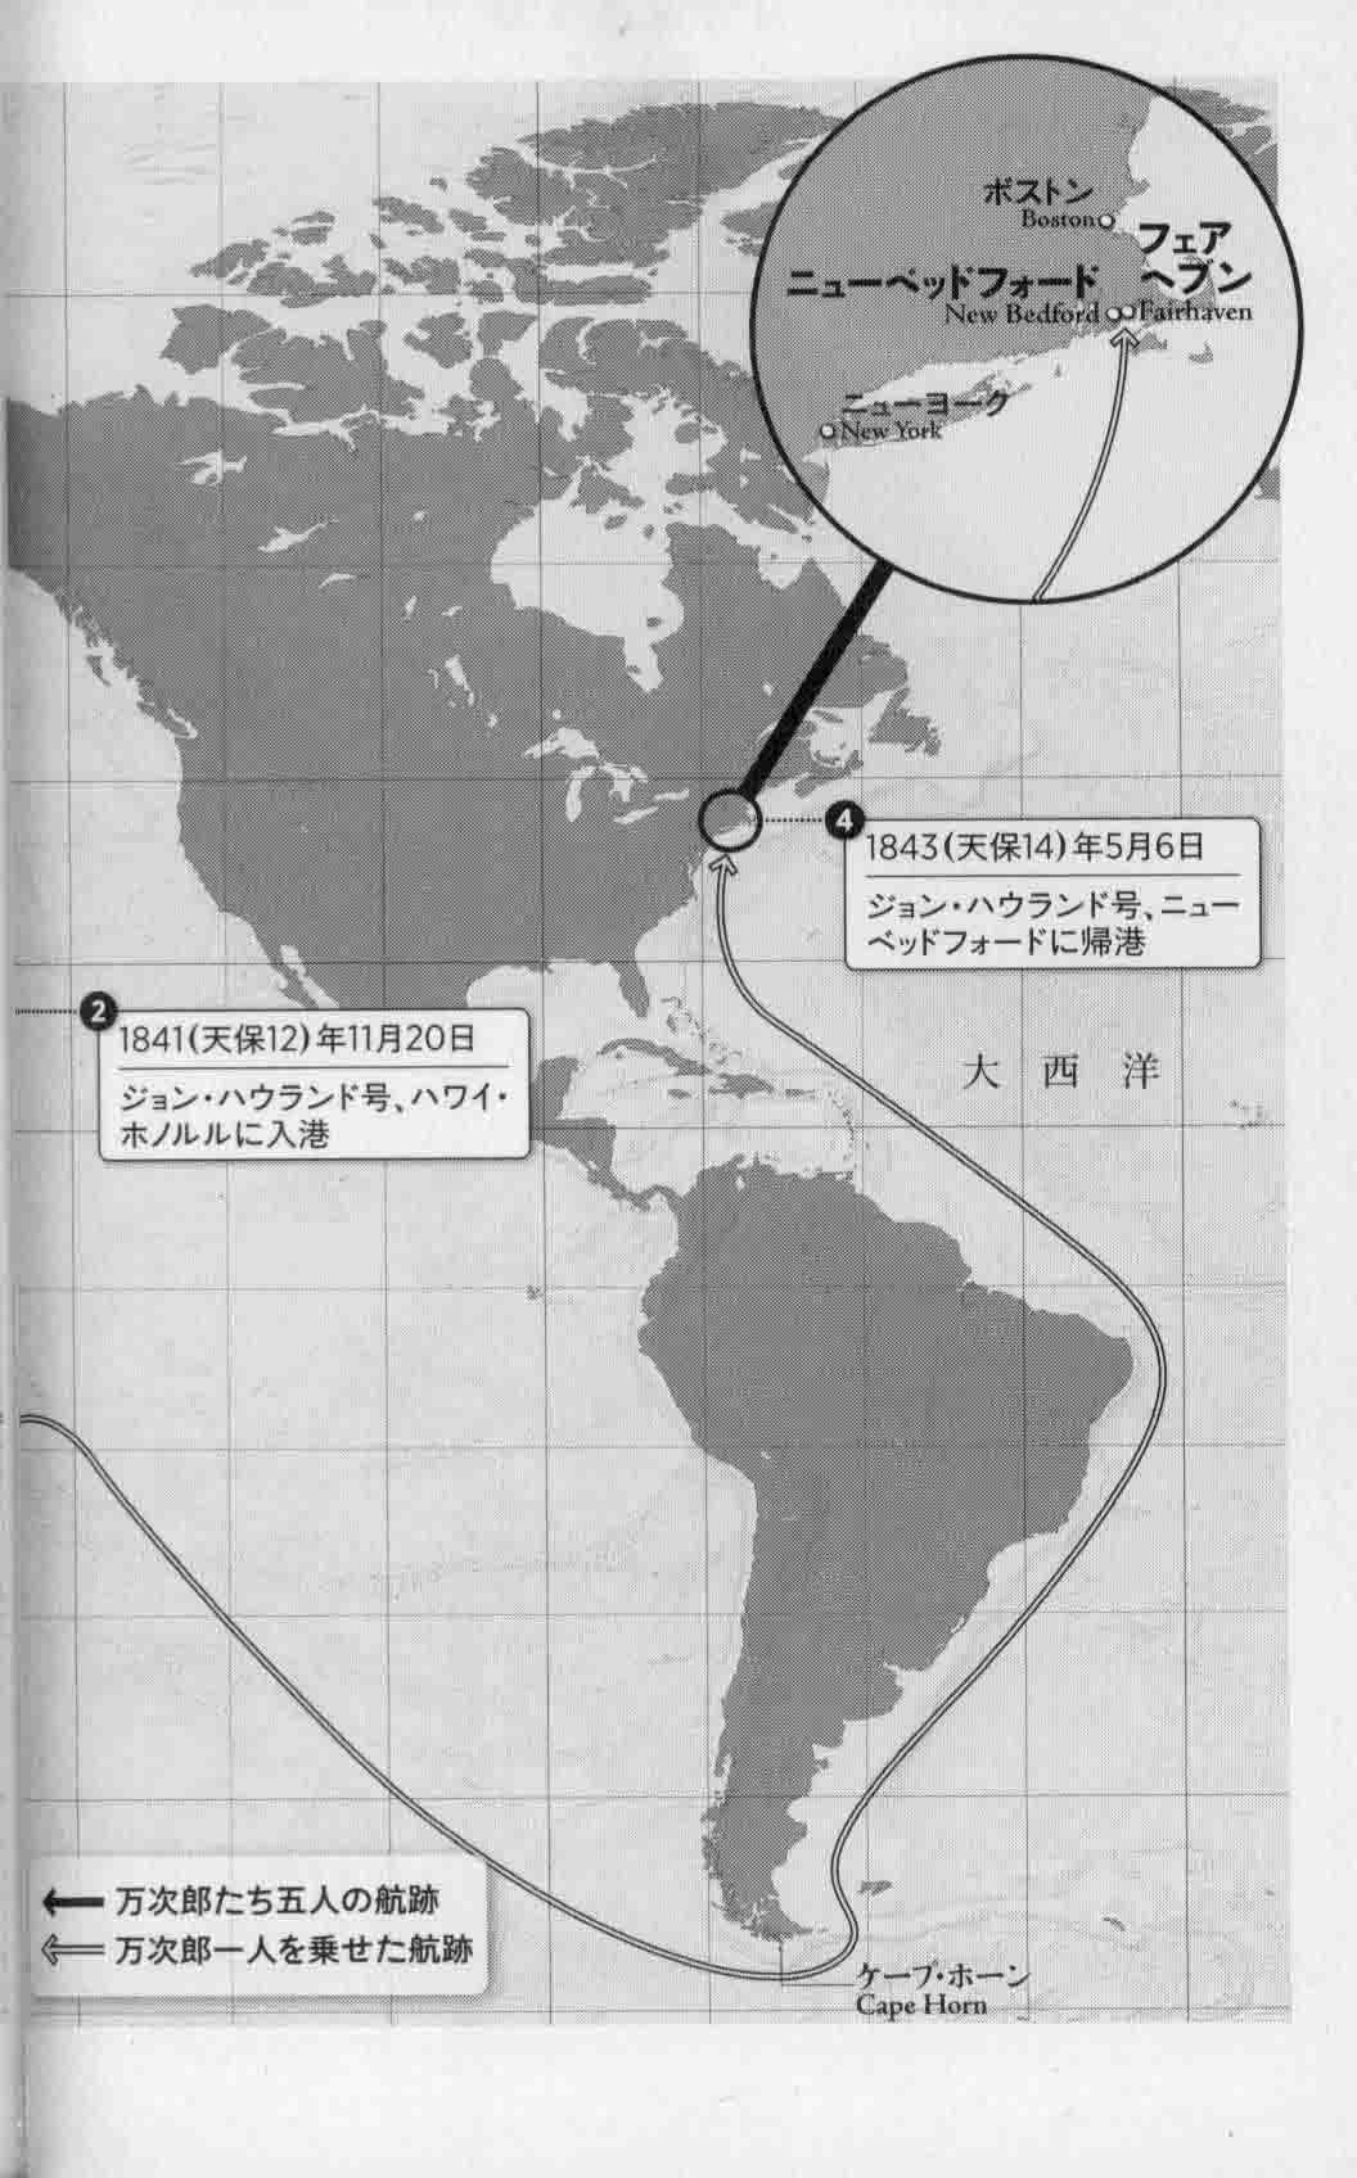 ボストン
Boston
フェア
ヘブン
ニューベッドフォード
New Bedford
Fairhaven
ニューヨーク
New York
4
1843(天保14)年5月6日
ジョン・ハウランド号、ニュー
ベッドフォードに帰港
2
1841(天保12)年11月20日
ジョン・ハウランド号、ハワイ・
ホノルルに入港
大西洋
万次郎たち五人の航跡
万次郎一人を乗せた航跡
ケープ・ホーン
Cape Horn